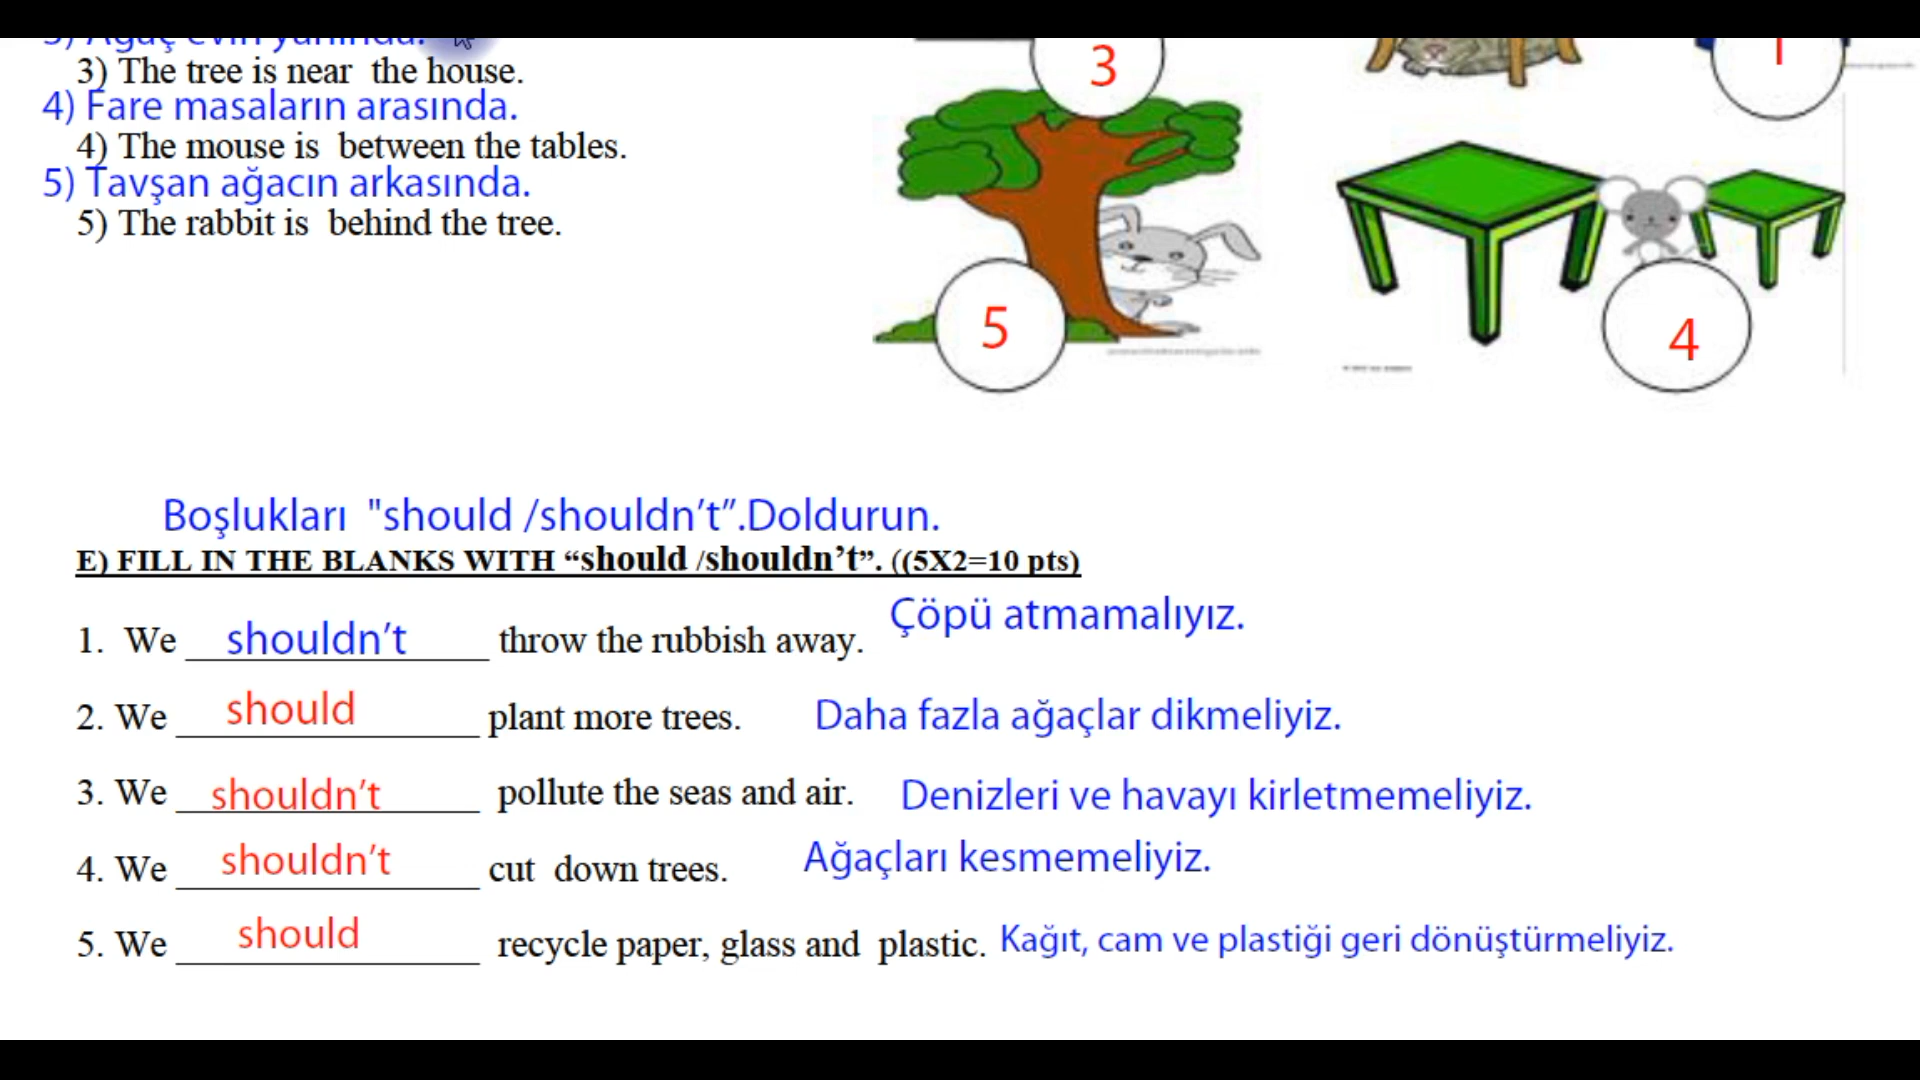 3) Ağaç evin yanında.
3) The tree is near the house.
4) Fare masaların arasında.
4) The mouse is between the tables.
5) Tavşan ağacın arkasında.
5) The rabbit is behind the tree.
3
1
5
4
Boşlukları "should /shouldn't”.Doldurun.
E) FILL IN THE BLANKS WITH “should /shouldn’t”. ((5X2=10 pts)
1. We shouldn’t throw the rubbish away. Çöpü atmamalıyız.
2. We should plant more trees. Daha fazla ağaçlar dikmeliyiz.
3. We shouldn’t pollute the seas and air. Denizleri ve havayı kirletmemeliyiz.
4. We shouldn’t cut down trees. Ağaçları kesmemeliyiz.
5. We should recycle paper, glass and plastic. Kağıt, cam ve plastiği geri dönüştürmeliyiz.